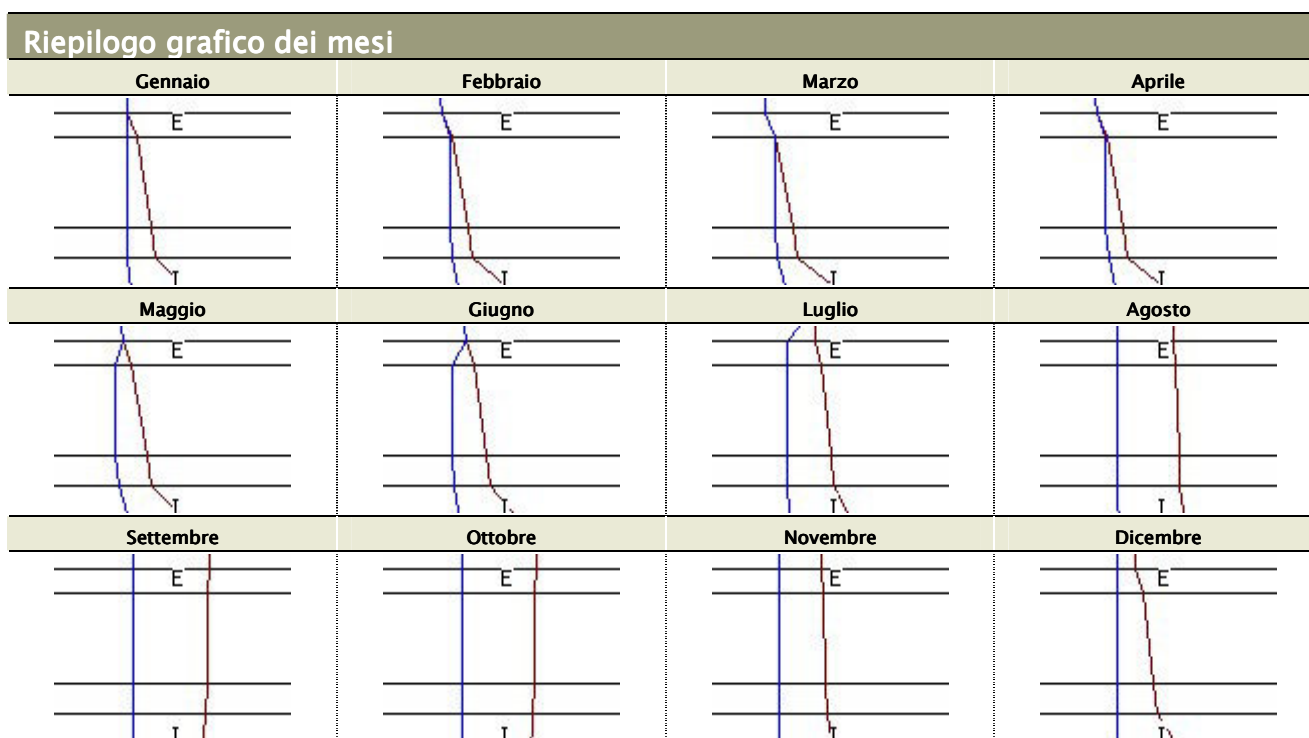 Riepilogo grafico dei mesi
Gennaio Febbraio Marzo Aprile
E E E E
I I I I
Maggio Giugno Luglio Agosto
E E E E
I I I I
Settembre Ottobre Novembre Dicembre
E E E E
I I I I